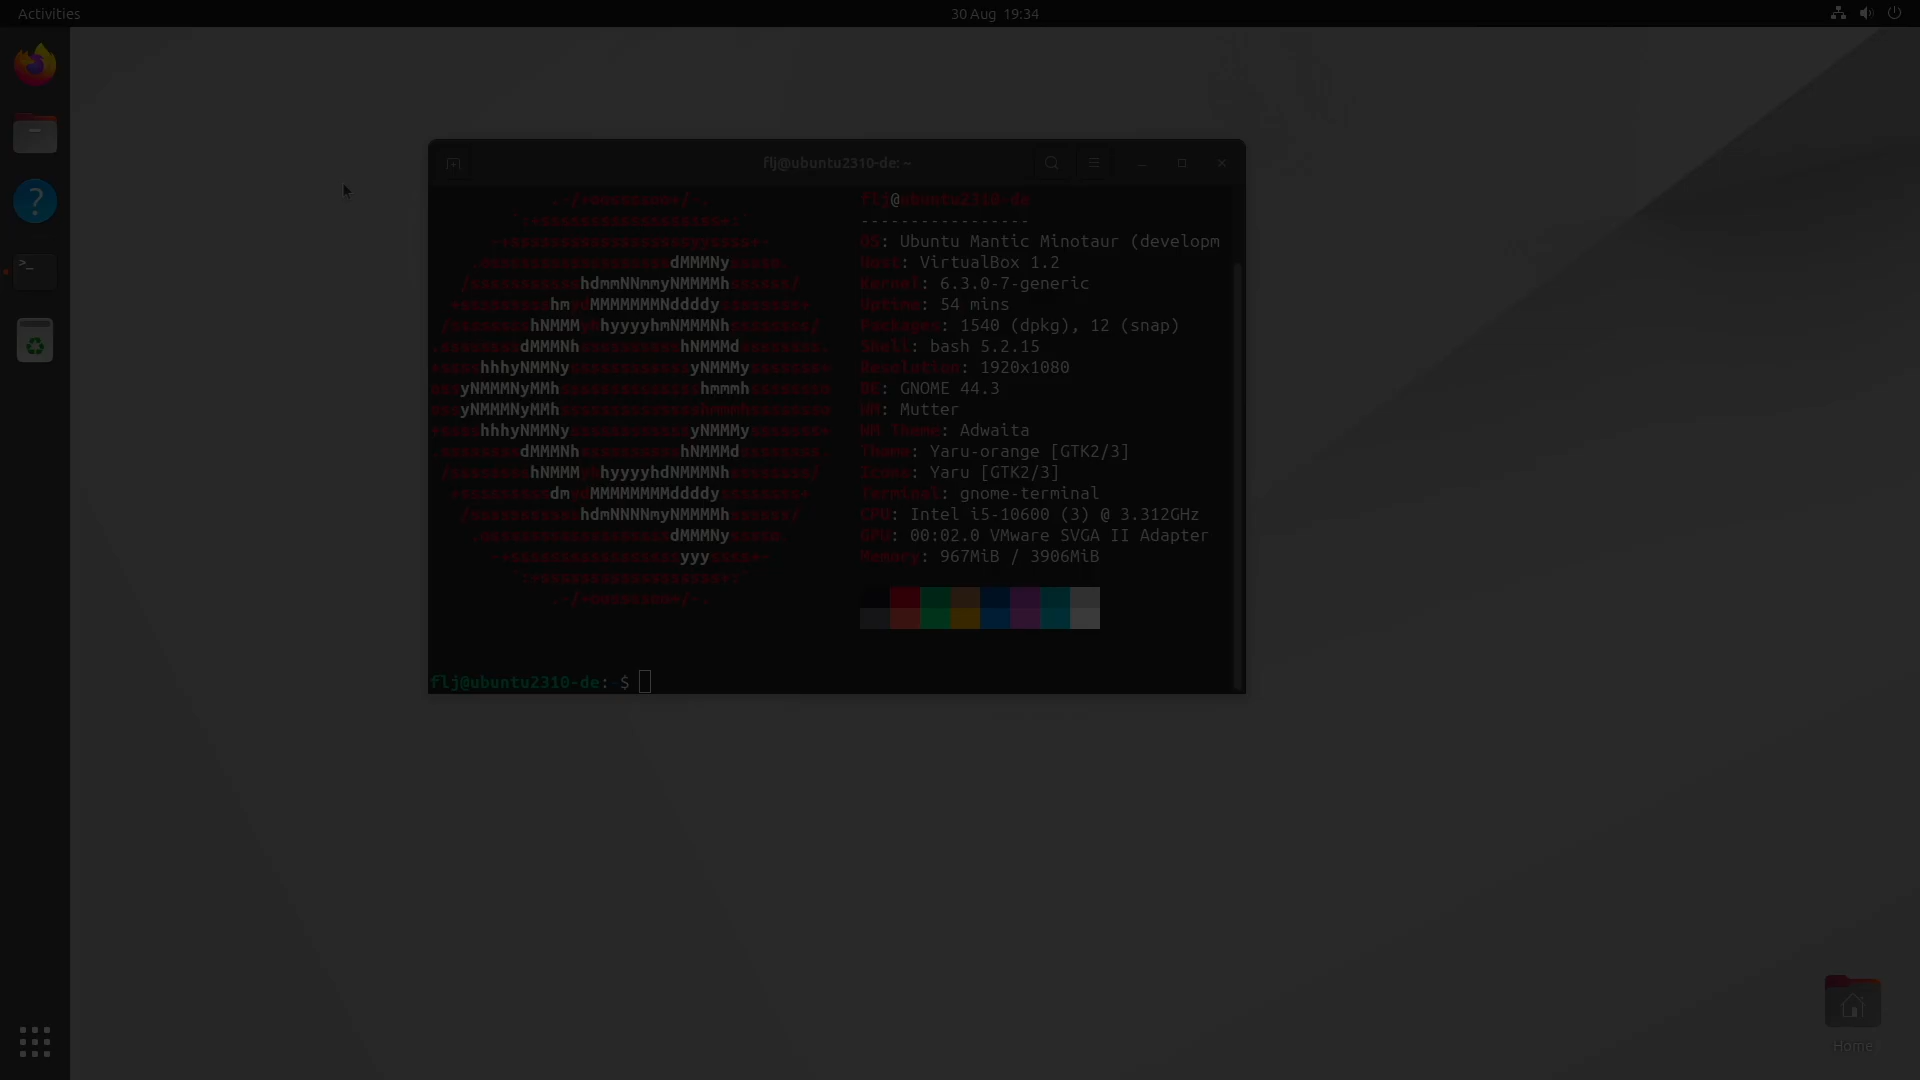 Activities
30 Aug 19:34
flj@ubuntu2310-de: ~
flj@ubuntu2310-de
-----------------
OS: Ubuntu Mantic Minotaur (developm
Host: VirtualBox 1.2
Kernel: 6.3.0-7-generic
Uptime: 54 mins
Packages: 1540 (dpkg), 12 (snap)
Shell: bash 5.2.15
Resolution: 1920x1080
DE: GNOME 44.3
WM: Mutter
WM Theme: Adwaita
Theme: Yaru-orange [GTK2/3]
Icons: Yaru [GTK2/3]
Terminal: gnome-terminal
CPU: Intel i5-10600 (3) @ 3.312GHz
GPU: 00:02.0 VMware SVGA II Adapter
Memory: 967MiB / 3906MiB
flj@ubuntu2310-de:~$
Home